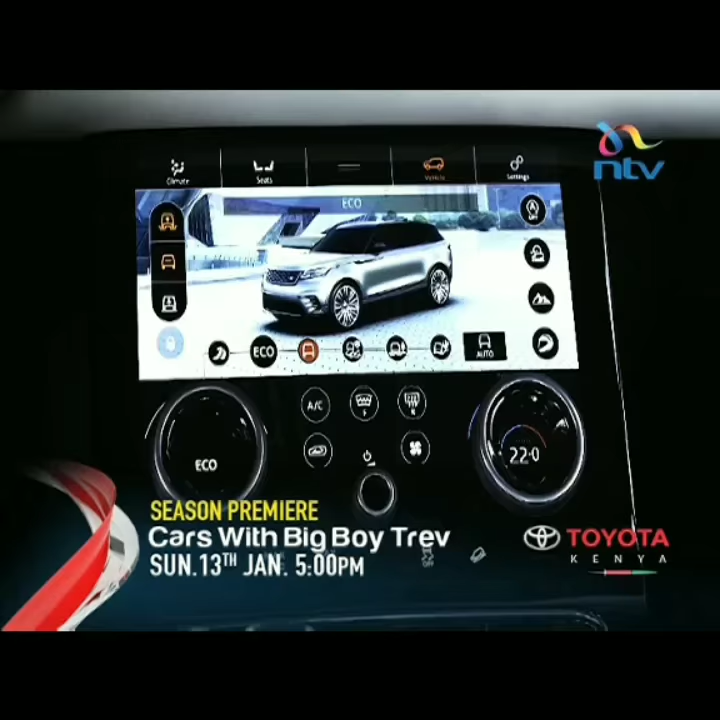 ntv
Climate
Seats
Vehicle
Settings
ECO
ECO
AUTO
A/C
ECO
22.0
SEASON PREMIERE
Cars With Big Boy Trev
SUN.13TH JAN. 5:00PM
TOYOTA
KENYA